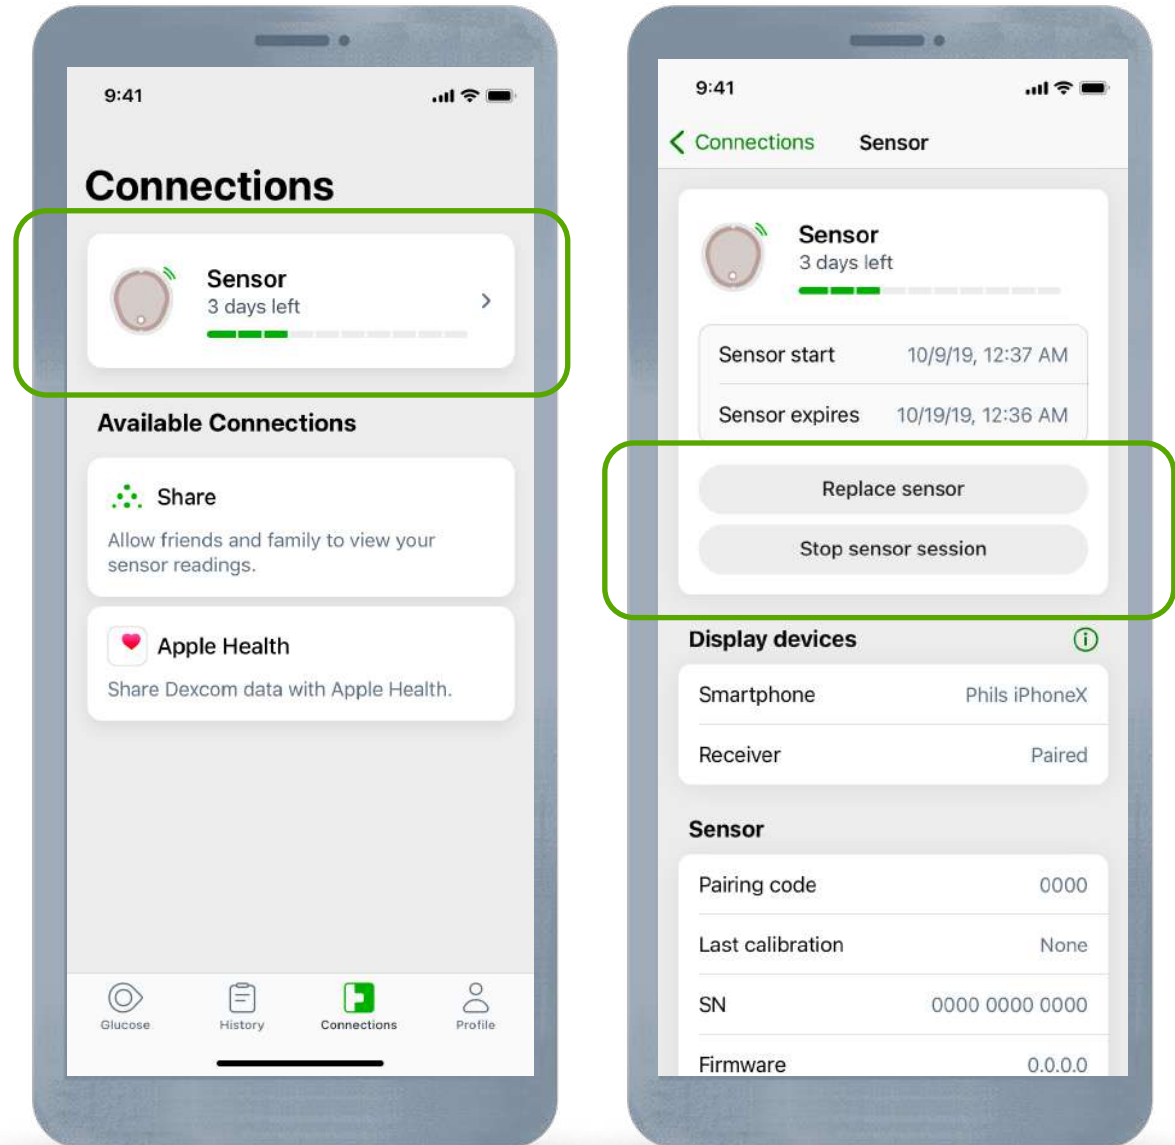 9:41
Connections
Sensor
3 days left
Available Connections
Share
Allow friends and family to view your
sensor readings.
Apple Health
Share Dexcom data with Apple Health.
Glucose
History
Connections
Profile
9:41
Connections
Sensor
Sensor
3 days left
Sensor start 10/9/19, 12:37 AM
Sensor expires 10/19/19, 12:36 AM
Replace sensor
Stop sensor session
Display devices
Smartphone Phils iPhoneX
Receiver Paired
Sensor
Pairing code 0000
Last calibration None
SN 0000 0000 0000
Firmware 0.0.0.0